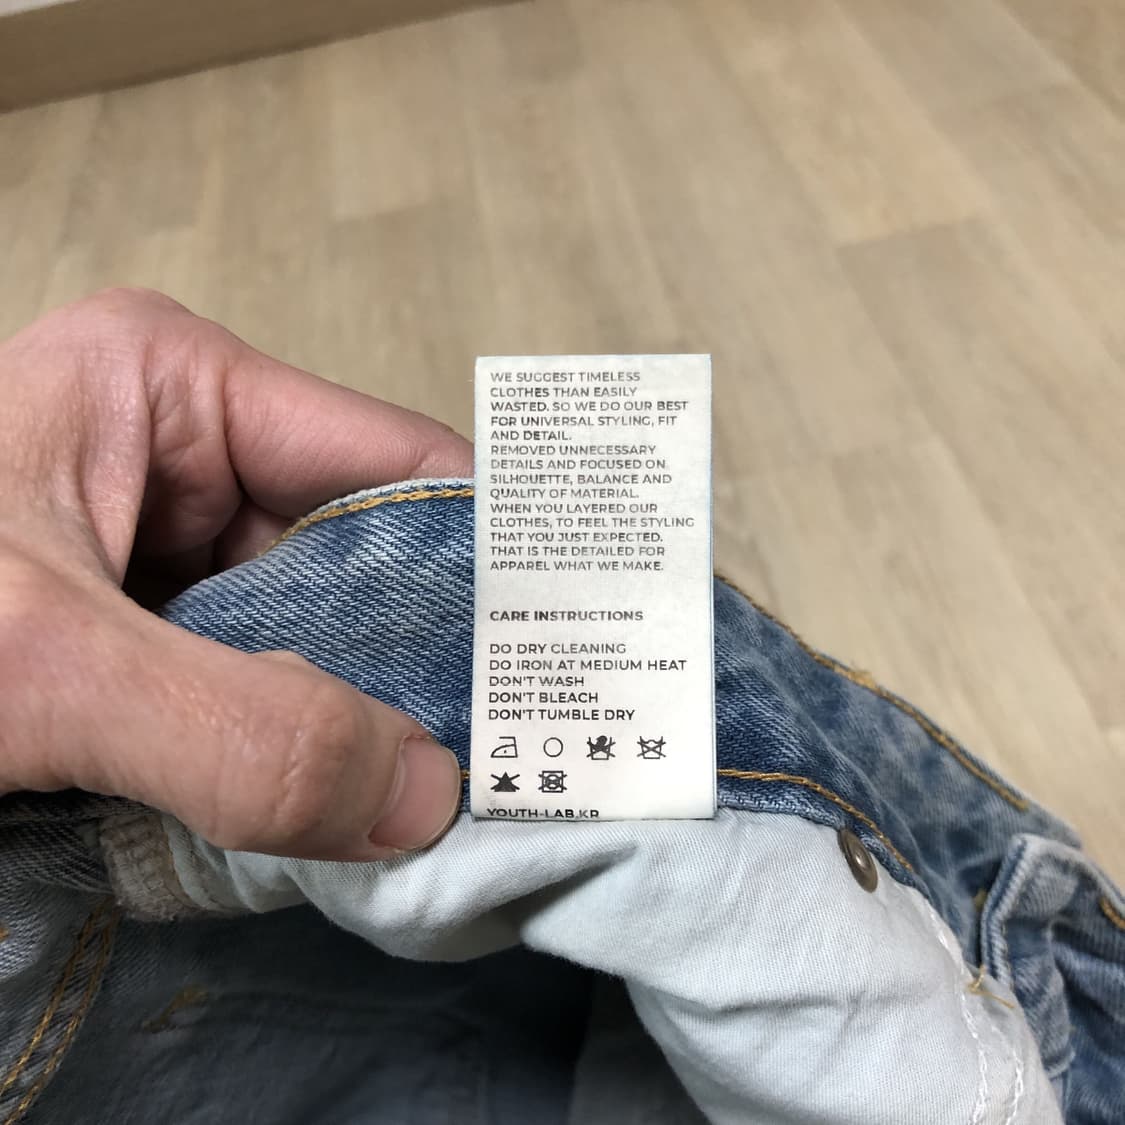 WE SUGGEST TIMELESS
CLOTHES THAN EASILY
WASTED. SO WE DO OUR BEST
FOR UNIVERSAL STYLING, FIT
AND DETAIL.
REMOVED UNNECESSARY
DETAILS AND FOCUSED ON
SILHOUETTE, BALANCE AND
QUALITY OF MATERIAL.
WHEN YOU LAYERED OUR
CLOTHES, TO FEEL THE STYLING
THAT YOU JUST EXPECTED.
THAT IS THE DETAILED FOR
APPAREL WHAT WE MAKE.
CARE INSTRUCTIONS
DO DRY CLEANING
DO IRON AT MEDIUM HEAT
DON'T WASH
DON'T BLEACH
DON'T TUMBLE DRY
YOUTH-LAB.KR